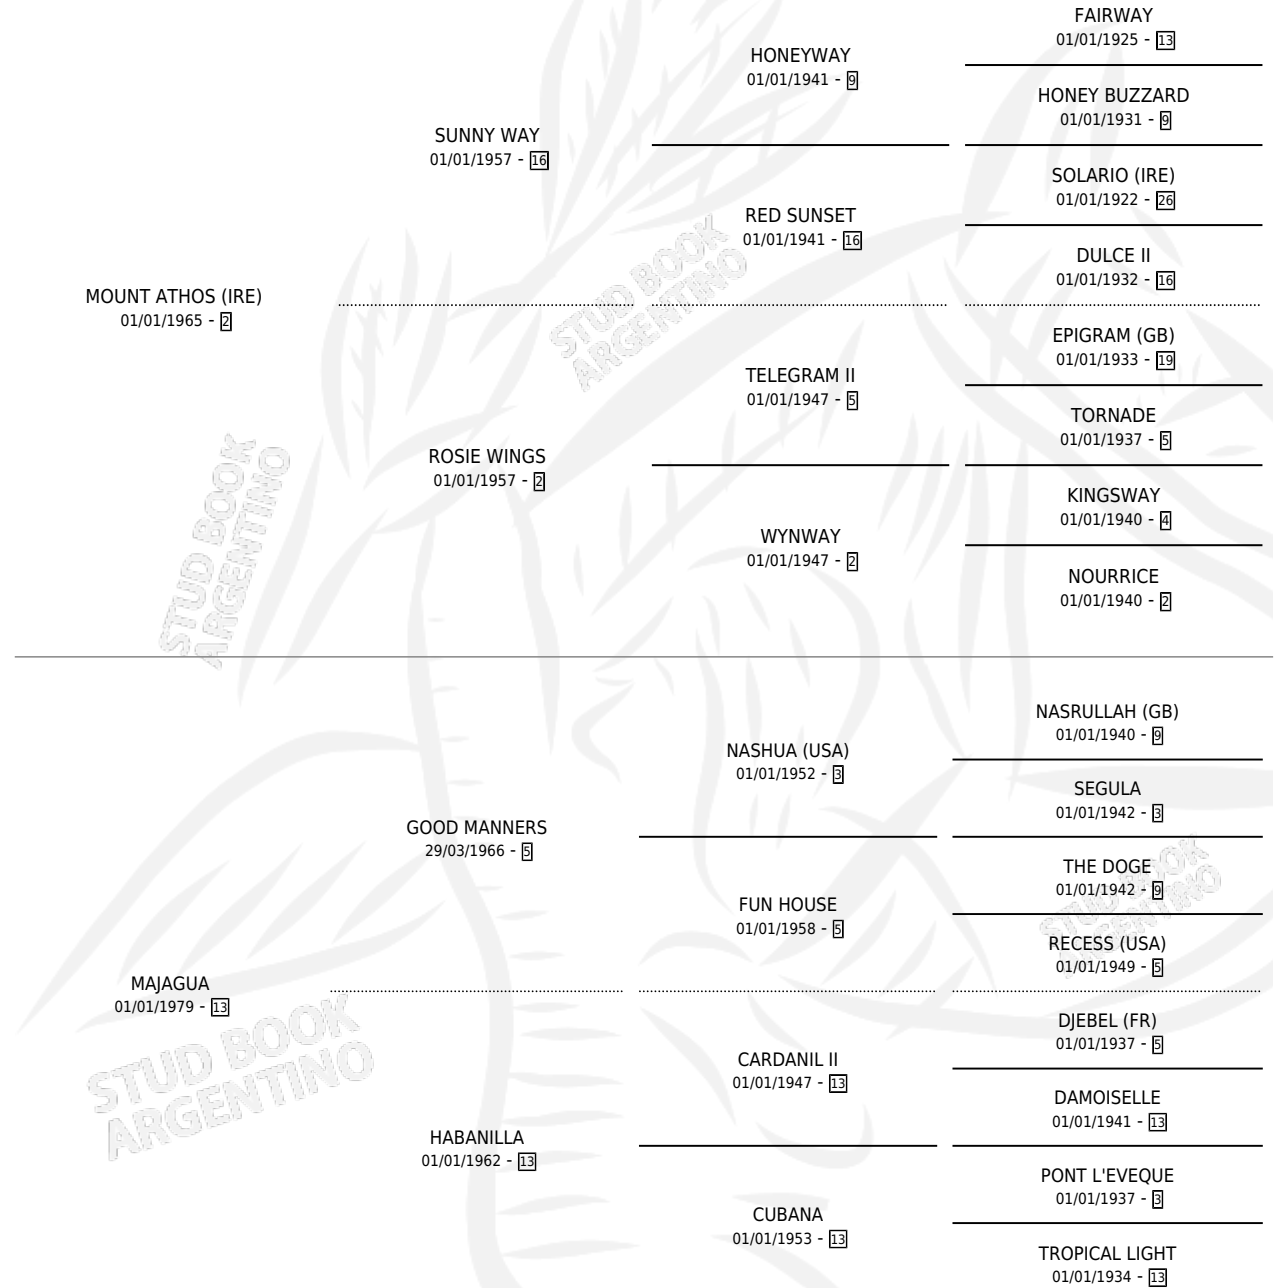 FAIRWAY
01/01/1925 - 13
HONEYWAY
01/01/1941 - 9
HONEY BUZZARD
01/01/1931 - 9
SUNNY WAY
01/01/1957 - 16
SOLARIO (IRE)
01/01/1922 - 26
RED SUNSET
01/01/1941 - 16
DULCE II
01/01/1932 - 16
MOUNT ATHOS (IRE)
01/01/1965 - 2
EPIGRAM (GB)
01/01/1933 - 19
TELEGRAM II
01/01/1947 - 5
TORNADE
01/01/1937 - 5
ROSIE WINGS
01/01/1957 - 2
KINGSWAY
01/01/1940 - 4
WYNWAY
01/01/1947 - 2
NOURRICE
01/01/1940 - 2
NASRULLAH (GB)
01/01/1940 - 9
NASHUA (USA)
01/01/1952 - 3
SEGULA
01/01/1942 - 3
GOOD MANNERS
29/03/1966 - 5
THE DOGE
01/01/1942 - 9
FUN HOUSE
01/01/1958 - 5
RECESS (USA)
01/01/1949 - 5
MAJAGUA
01/01/1979 - 13
DJEBEL (FR)
01/01/1937 - 5
CARDANIL II
01/01/1947 - 13
DAMOISELLE
01/01/1941 - 13
HABANILLA
01/01/1962 - 13
PONT L'EVEQUE
01/01/1937 - 3
CUBANA
01/01/1953 - 13
TROPICAL LIGHT
01/01/1934 - 13
STUD BOOK
ARGENTINO
STUD BOOK
ARGENTINO
STUD BOOK
ARGENTINO
STUD BOOK
ARGENTINO